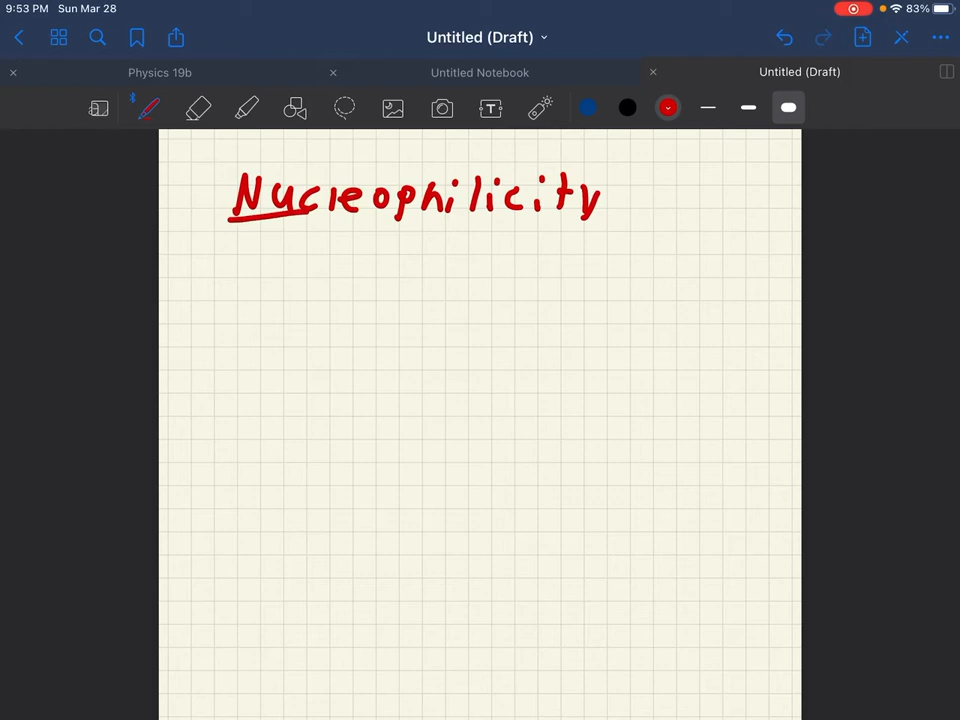 9:53 PM Sun Mar 28 83%
Untitled (Draft)
Physics 19b Untitled Notebook Untitled (Draft)
T
Nucleophilicity